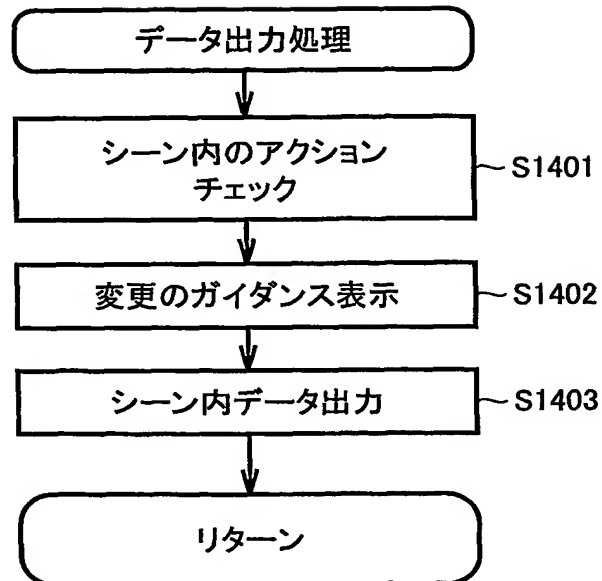 データ出力処理
シーン内のアクション
チェック
S1401
変更のガイダンス表示
S1402
シーン内データ出力
S1403
リターン